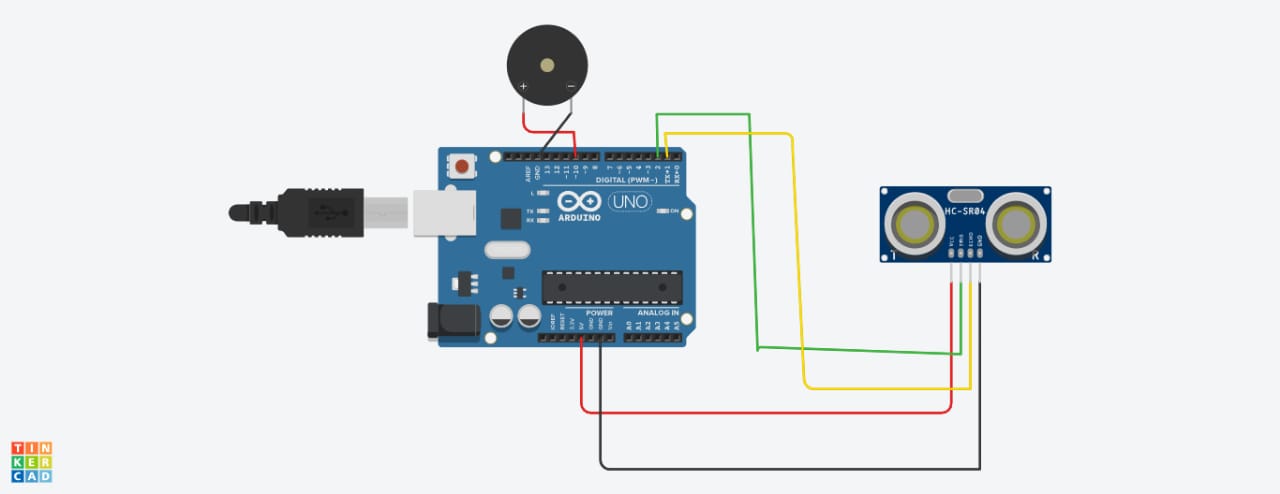 + −
AREF
GND
13
12
~11
~10
~9
8
7
~6
~5
4
~3
2
TX→1
RX←0
DIGITAL (PWM~)
L
TX
RX
UNO
ON
ARDUINO
HC-SR04
VCC
TRIG
ECHO
GND
T
R
POWER
ANALOG IN
IOREF
RESET
3.3V
5V
GND
GND
Vin
A0
A1
A2
A3
A4
A5
TIN
KER
CAD